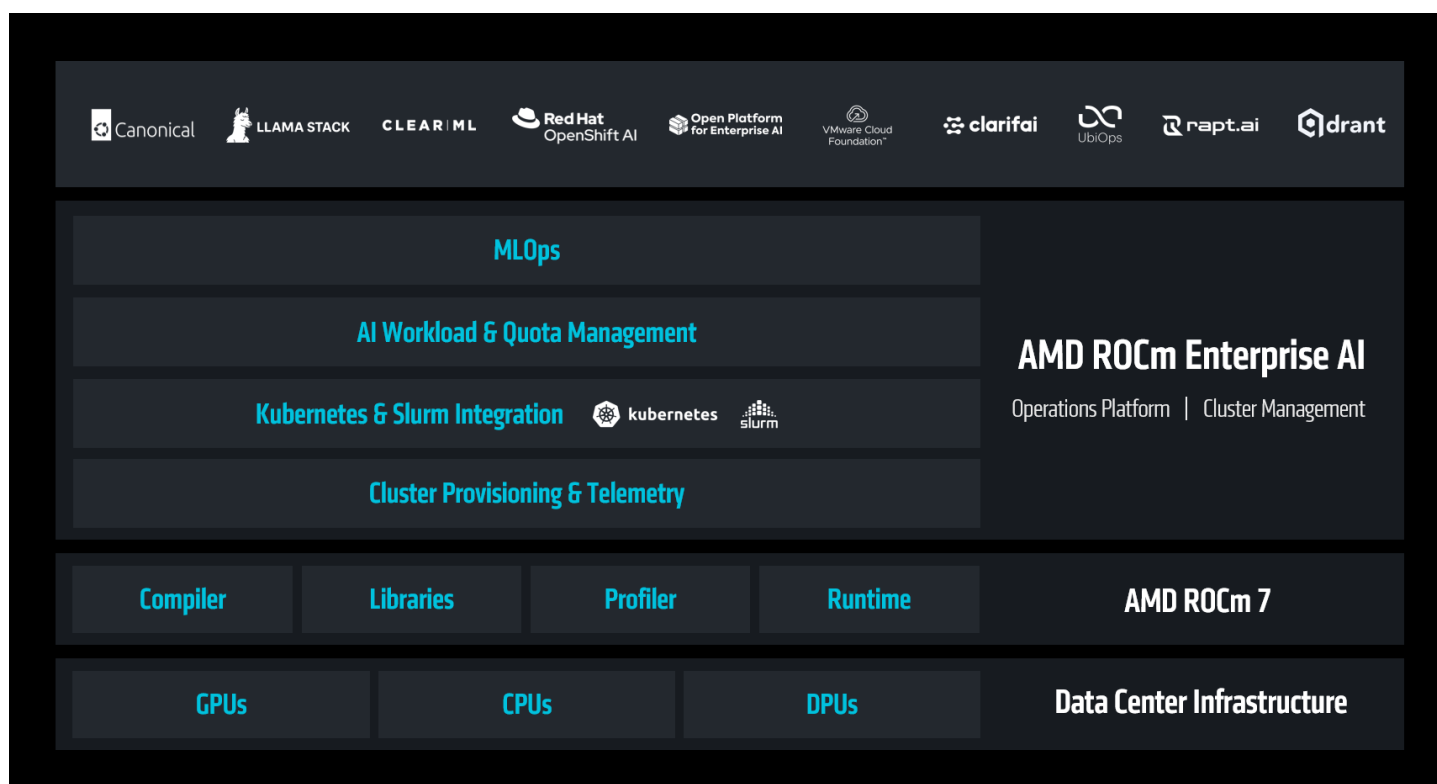 Canonical
LLAMA STACK
CLEAR|ML
Red Hat
OpenShift AI
Open Platform
for Enterprise AI
VMware Cloud
Foundation™
clarifai
UbiOps
rapt.ai
qdrant
MLOps
AI Workload & Quota Management
AMD ROCm Enterprise AI
Operations Platform | Cluster Management
Kubernetes & Slurm Integration kubernetes slurm
Cluster Provisioning & Telemetry
Compiler Libraries Profiler Runtime AMD ROCm 7
GPUs CPUs DPUs Data Center Infrastructure